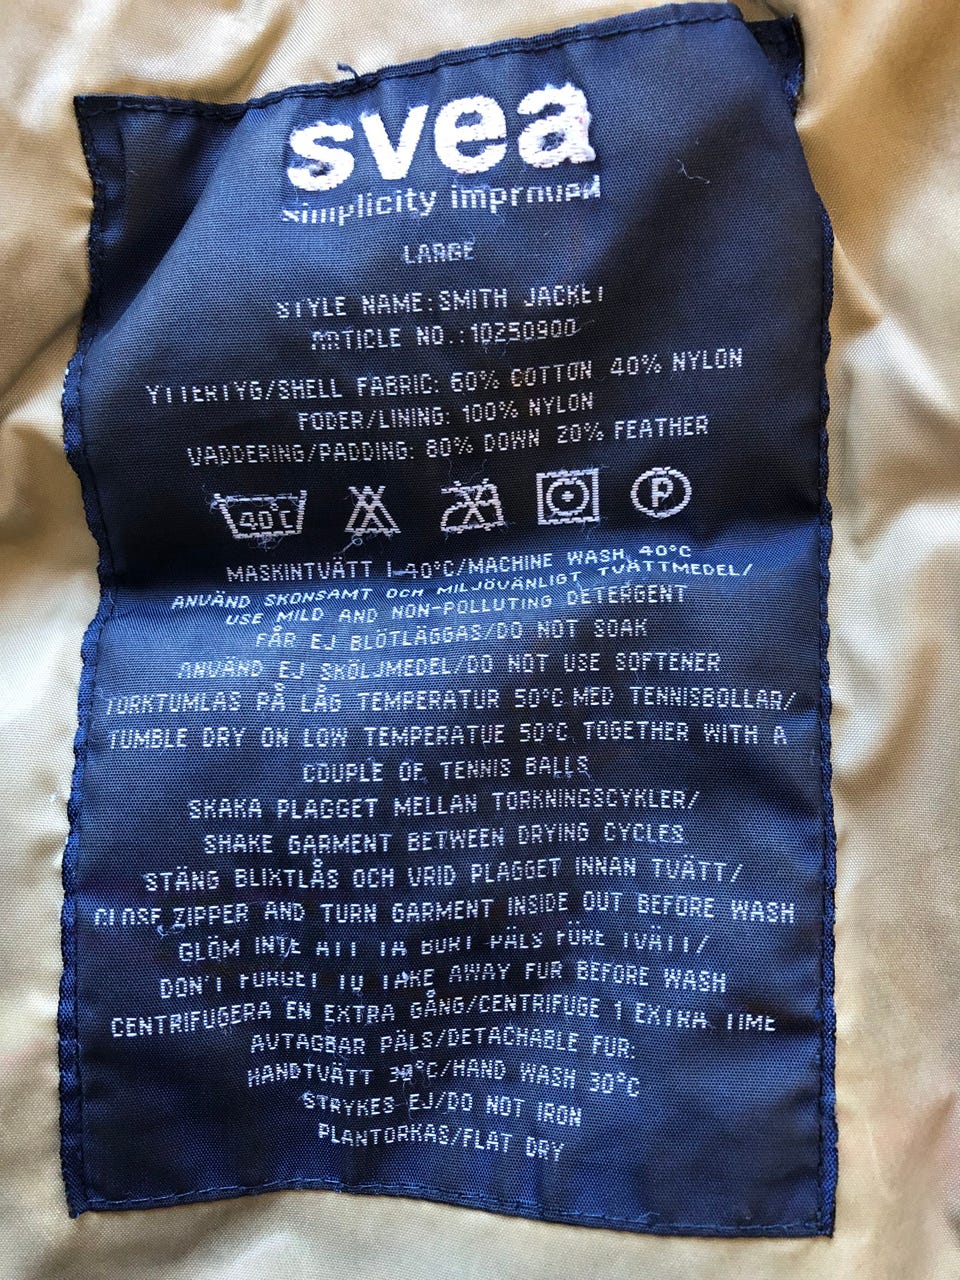 svea
simplicity improved
LARGE
STYLE NAME: SMITH JACKET
ARTICLE NO.: 10250900
YTTERTYG/SHELL FABRIC: 60% COTTON 40% NYLON
FODER/LINING: 100% NYLON
VADDERING/PADDING: 80% DOWN 20% FEATHER
40°C P
MASKINTVÄTT I 40°C/MACHINE WASH 40°C
ANVÄND SKONSAMT OCH MILJÖVÄNLIGT TVÄTTMEDEL/
USE MILD AND NON-POLLUTING DETERGENT
FÅR EJ BLÖTLÄGGAS/DO NOT SOAK
ANVÄND EJ SKÖLJMEDEL/DO NOT USE SOFTENER
TORKTUMLAS PÅ LÅG TEMPERATUR 50°C MED TENNISBOLLAR/
TUMBLE DRY ON LOW TEMPERATUE 50°C TOGETHER WITH A
COUPLE OF TENNIS BALLS
SKAKA PLAGGET MELLAN TORKNINGSCYKLER/
SHAKE GARMENT BETWEEN DRYING CYCLES
STÄNG BLIXTLÅS OCH VRID PLAGGET INNAN TVÄTT/
CLOSE ZIPPER AND TURN GARMENT INSIDE OUT BEFORE WASH
GLÖM INTE ATT TA BORT PÄLS FÖRE TVÄTT/
DON'T FORGET TO TAKE AWAY FUR BEFORE WASH
CENTRIFUGERA EN EXTRA GÅNG/CENTRIFUGE 1 EXTRA TIME
AVTAGBAR PÄLS/DETACHABLE FUR:
HANDTVÄTT 30°C/HAND WASH 30°C
STRYKES EJ/DO NOT IRON
PLANTORKAS/FLAT DRY